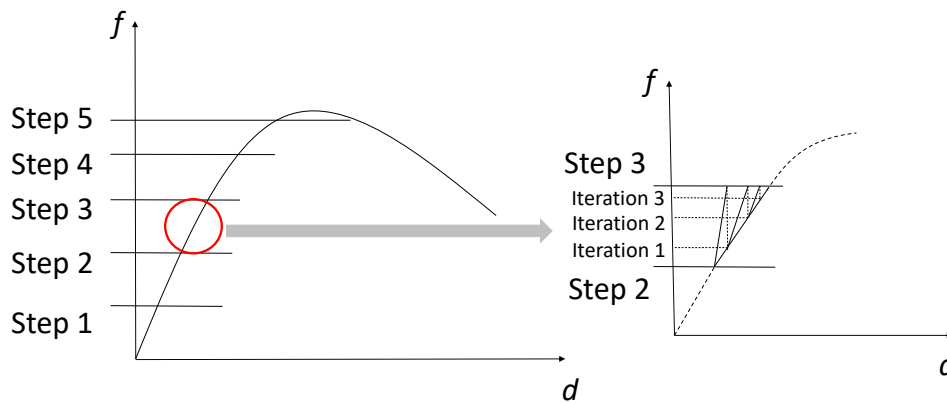 f
Step 5
Step 4
Step 3
Step 2
Step 1
d
f
Step 3
Iteration 3
Iteration 2
Iteration 1
Step 2